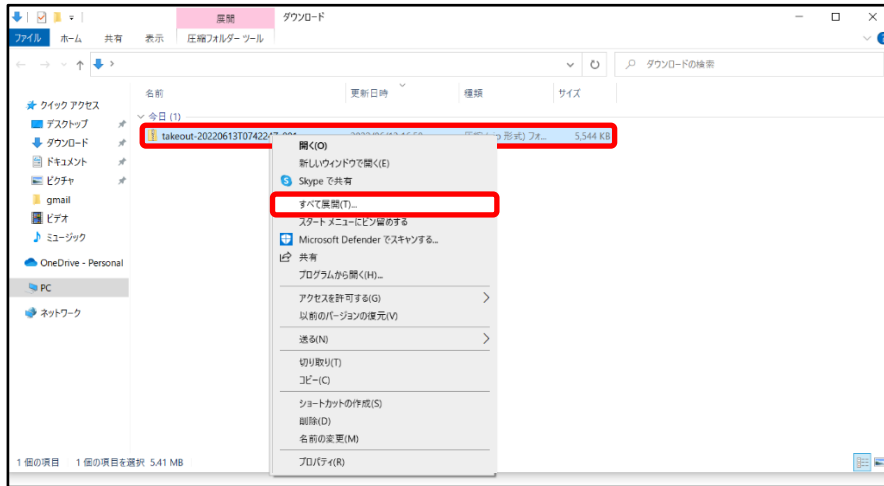 展開
ダウンロード
ファイル ホーム 共有 表示 圧縮フォルダー ツール
ダウンロードの検索
名前 更新日時 種類 サイズ
クイック アクセス
今日 (1)
デスクトップ
takeout-20220613T074224Z-001
5,544 KB
ダウンロード
ドキュメント
ピクチャ
gmail
ビデオ
ミュージック
OneDrive - Personal
PC
ネットワーク
開く(O)
新しいウィンドウで開く(E)
Skype で共有
すべて展開(T)...
スタート メニューにピン留めする
Microsoft Defender でスキャンする...
共有
プログラムから開く(H)...
アクセスを許可する(G)
以前のバージョンの復元(V)
送る(N)
切り取り(T)
コピー(C)
ショートカットの作成(S)
削除(D)
名前の変更(M)
プロパティ(R)
1 個の項目 1 個の項目を選択 5.41 MB